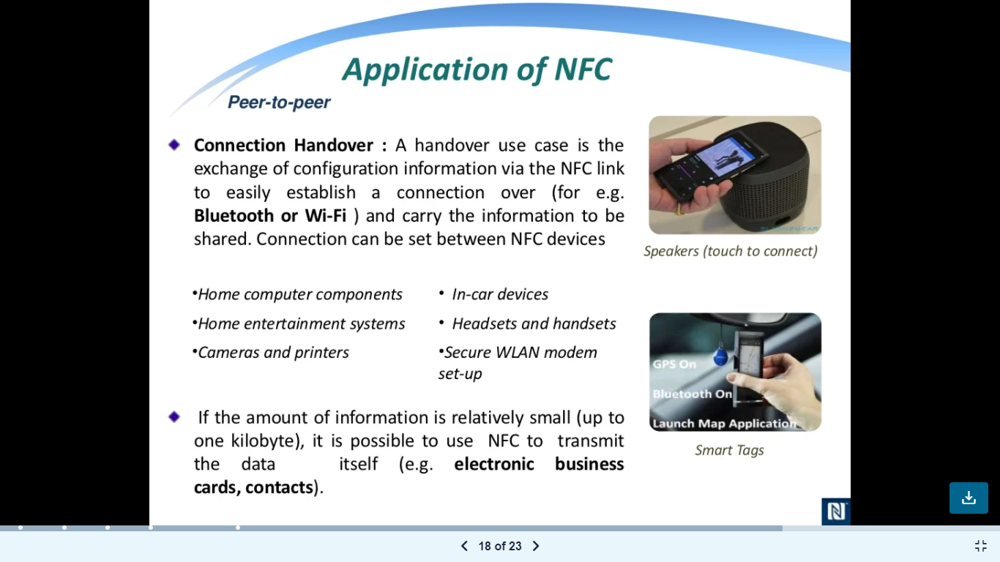 Application of NFC
Peer-to-peer
Connection Handover : A handover use case is the
exchange of configuration information via the NFC link
to easily establish a connection over (for e.g.
Bluetooth or Wi-Fi ) and carry the information to be
shared. Connection can be set between NFC devices
Speakers (touch to connect)
•Home computer components
•Home entertainment systems
•Cameras and printers
• In-car devices
• Headsets and handsets
•Secure WLAN modem
set-up
GPS On
Bluetooth On
Launch Map Application
Smart Tags
If the amount of information is relatively small (up to
one kilobyte), it is possible to use NFC to transmit
the data itself (e.g. electronic business
cards, contacts).
18 of 23